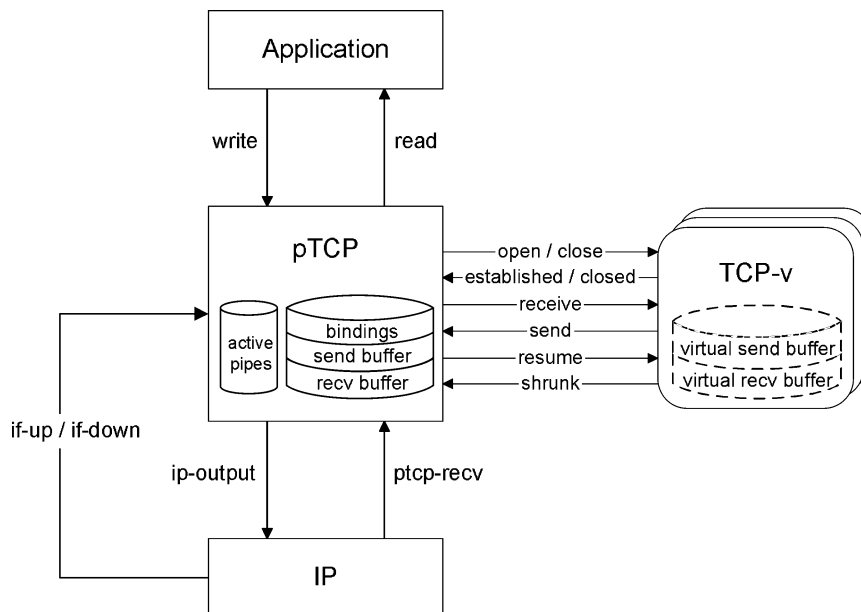 Application
write
read
pTCP
open / close
TCP-v
established / closed
receive
bindings
active
pipes
send
virtual send buffer
send buffer
resume
recv buffer
shrunk
virtual recv buffer
if-up / if-down
ip-output
ptcp-recv
IP